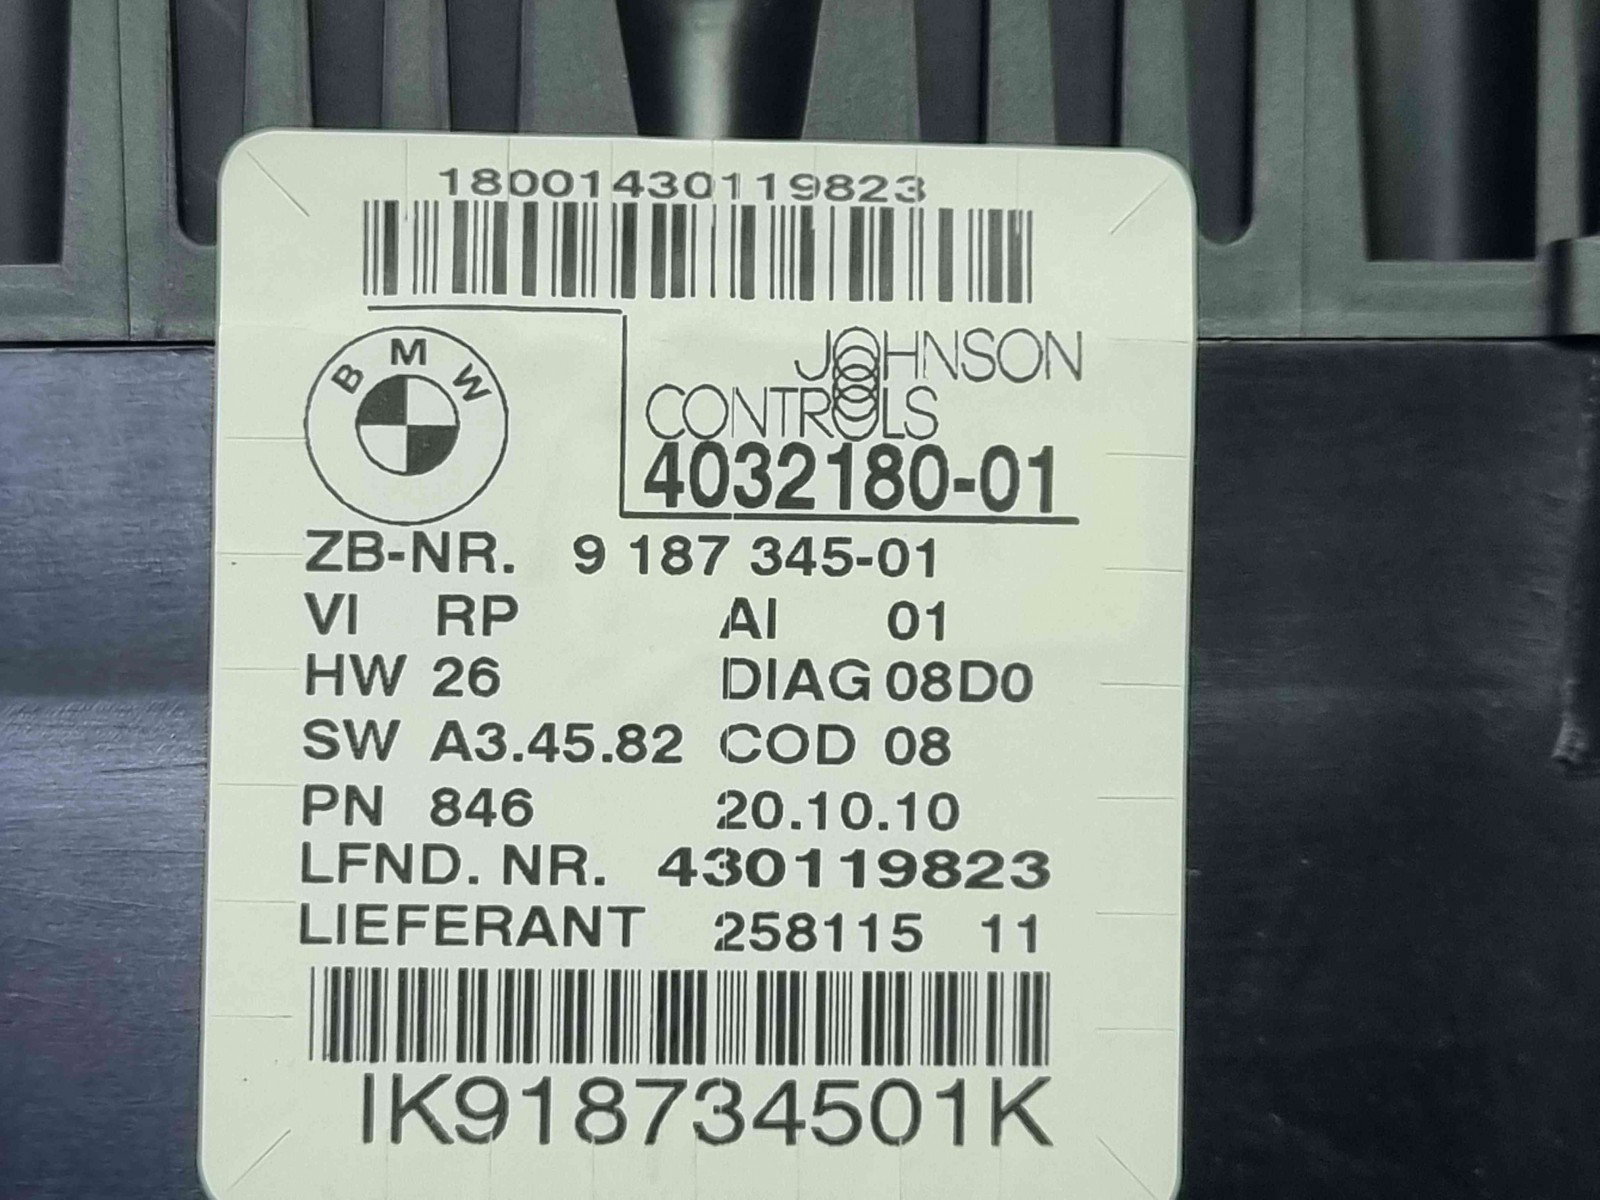 18001430119823
BMW
JOHNSON
CONTROLS
4032180-01
ZB-NR. 9 187 345-01
VI RP AI 01
HW 26 DIAG 08D0
SW A3.45.82 COD 08
PN 846 20.10.10
LFND. NR. 430119823
LIEFERANT 258115 11
IK918734501K